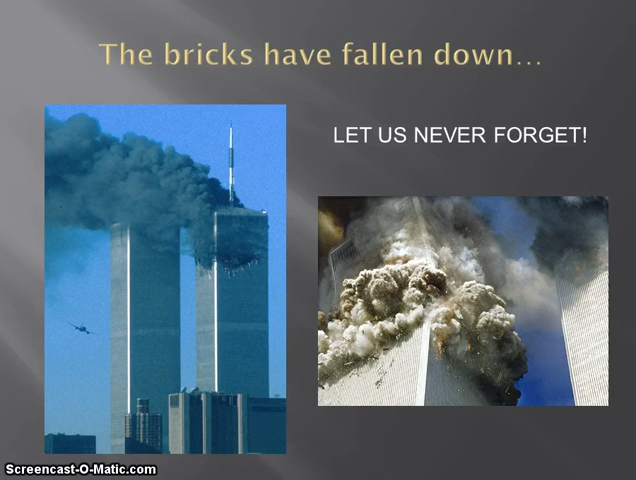 The bricks have fallen down...
LET US NEVER FORGET!
Screencast-O-Matic.com